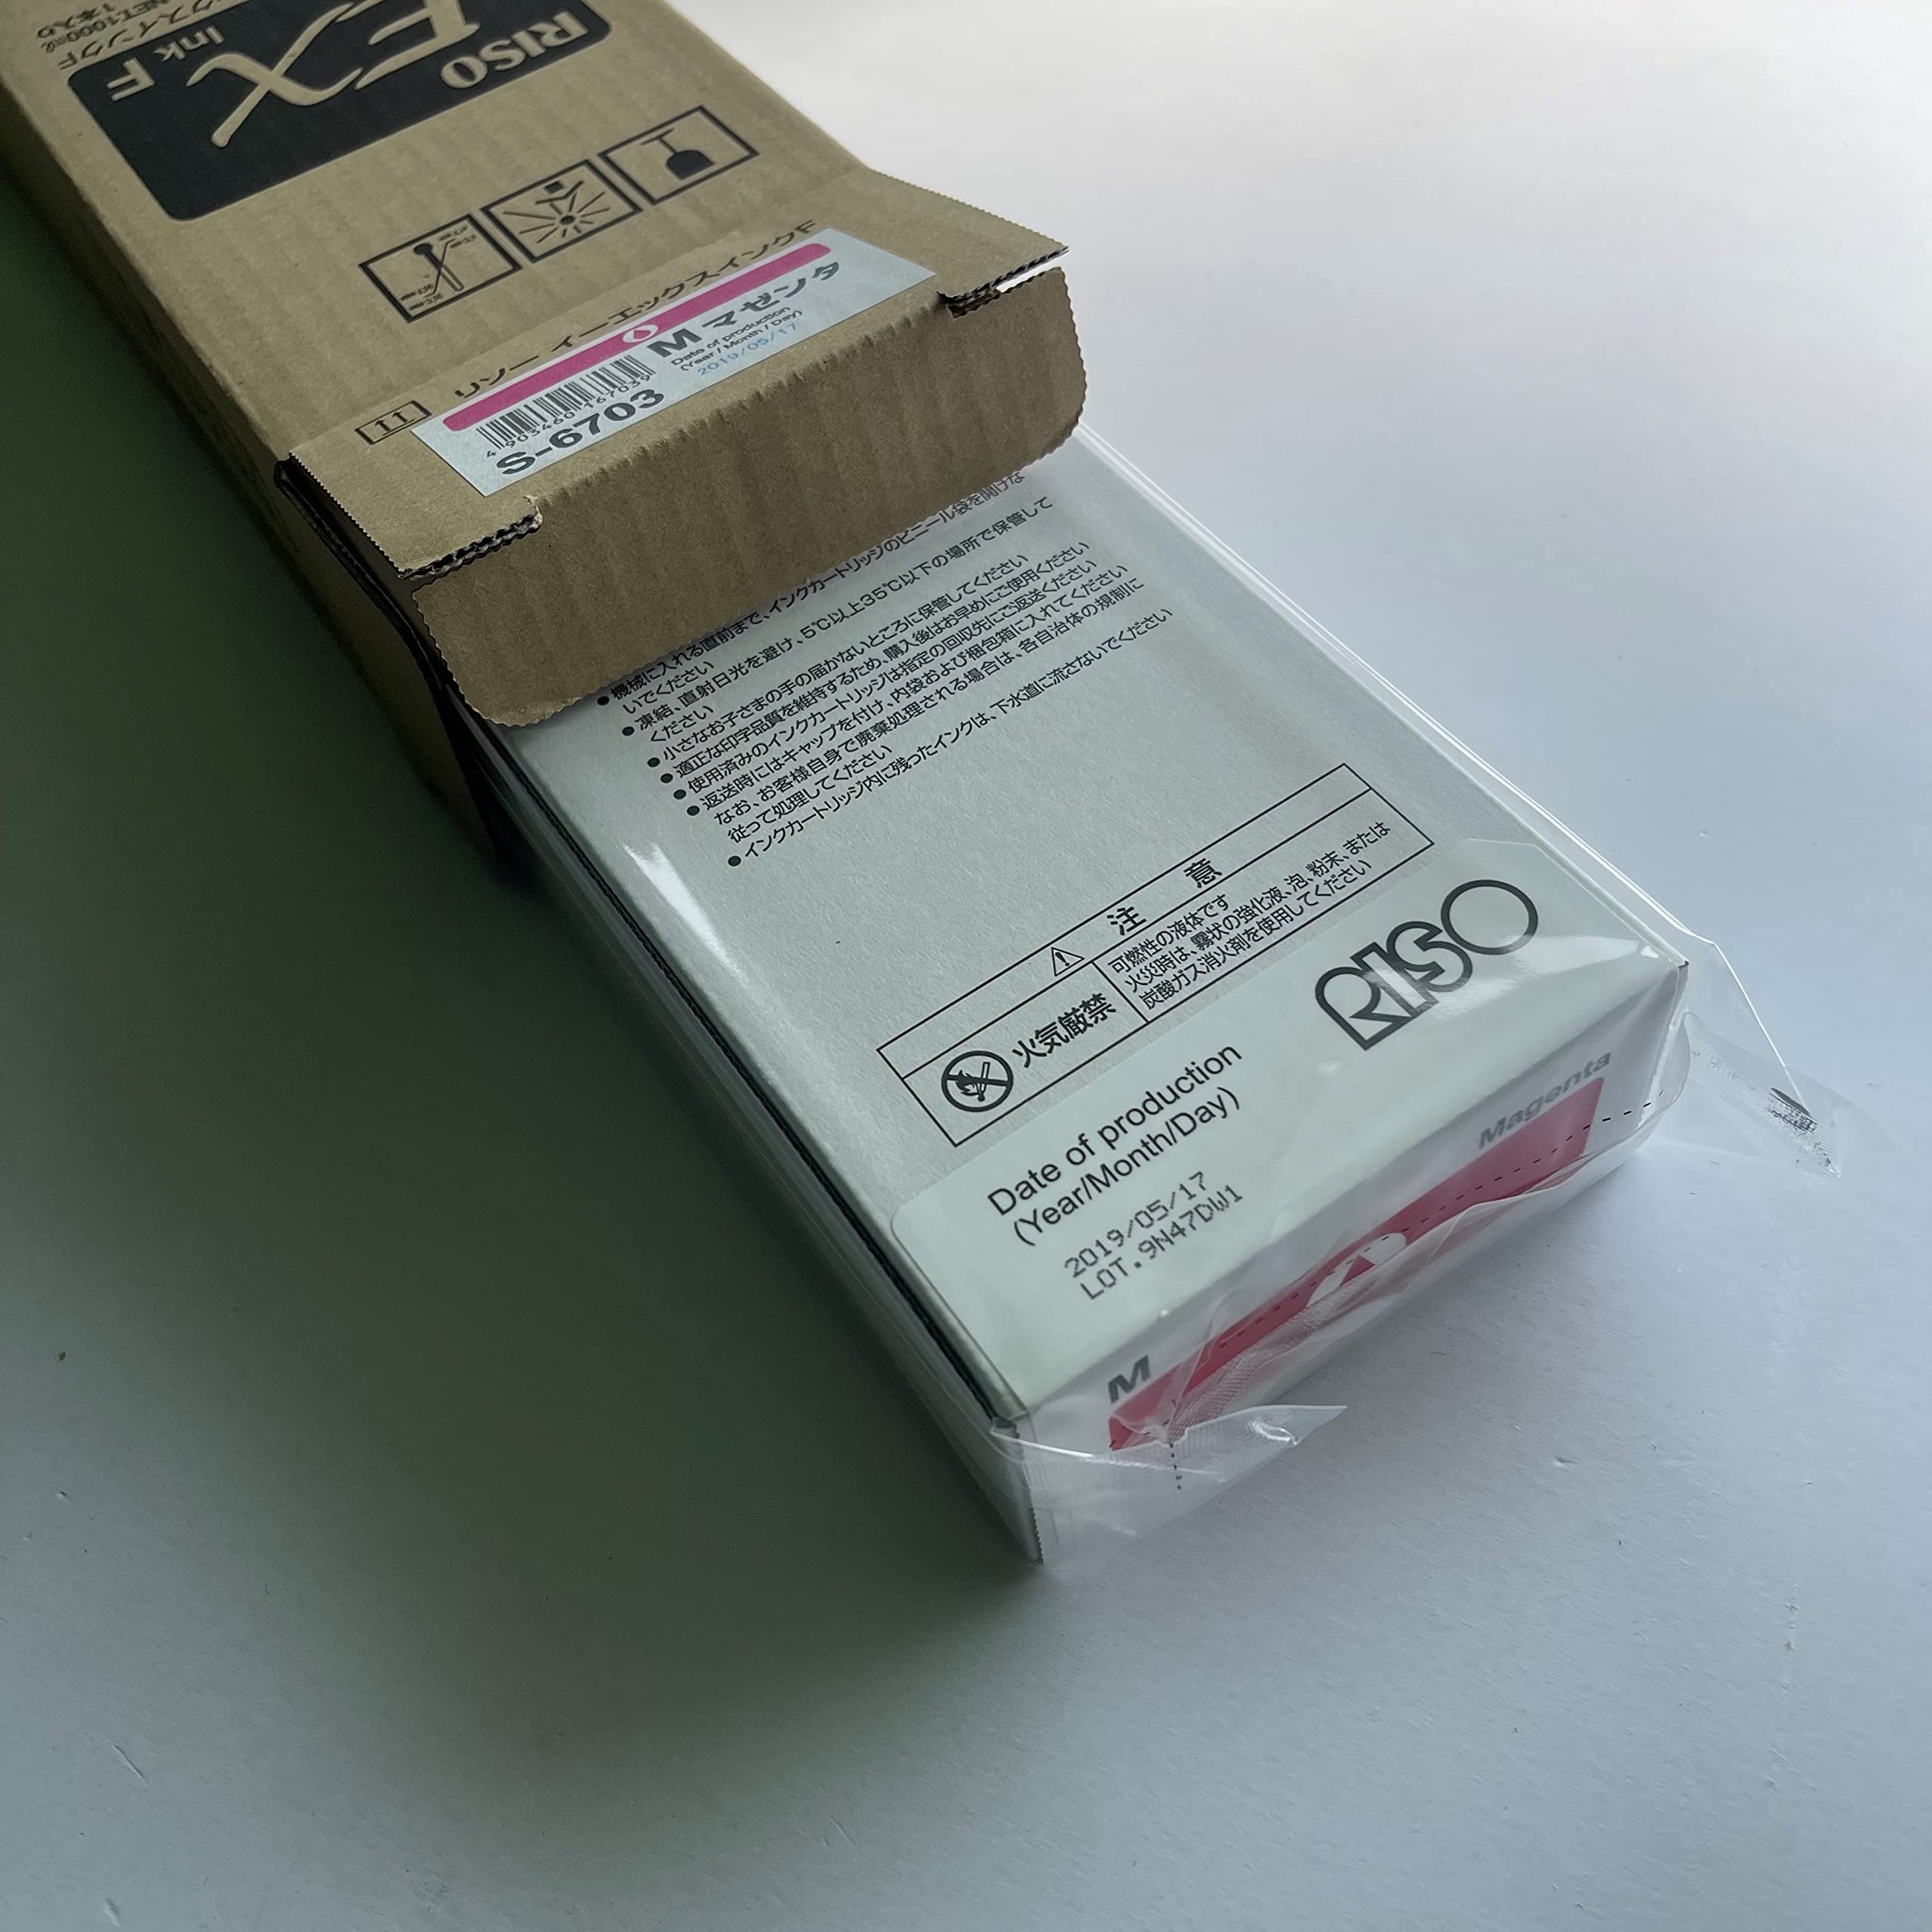 RISO
EX
Ink F
NET.1000ml
1本入り
リソー イーエックスインクF
M マゼンタ
Date of production
(Year / Month / Day)
2019/05/17
4 903460 167039
S-6703
機械に入れる直前まで、インクカートリッジのビニール袋を開けな
いでください
● 凍結、直射日光を避け、5℃以上35℃以下の場所で保管して
ください
● 小さなお子さまの手の届かないところに保管してください
● 適正な印字品質を維持するため、購入後はお早めにご使用ください
● 使用済みのインクカートリッジは指定の回収先にご返送ください
● 返送時にはキャップを付け、内袋および梱包箱に入れてください
なお、お客様自身で廃棄処理される場合は、各自治体の規制に
従って処理してください
● インクカートリッジ内に残ったインクは、下水道に流さないでください
注 意
火気厳禁
可燃性の液体です
火災時は、霧状の強化液、泡、粉末、または
炭酸ガス消火剤を使用してください
RISO
Date of production
(Year/Month/Day)
2019/05/17
LOT.9N47DW1
M
Magenta